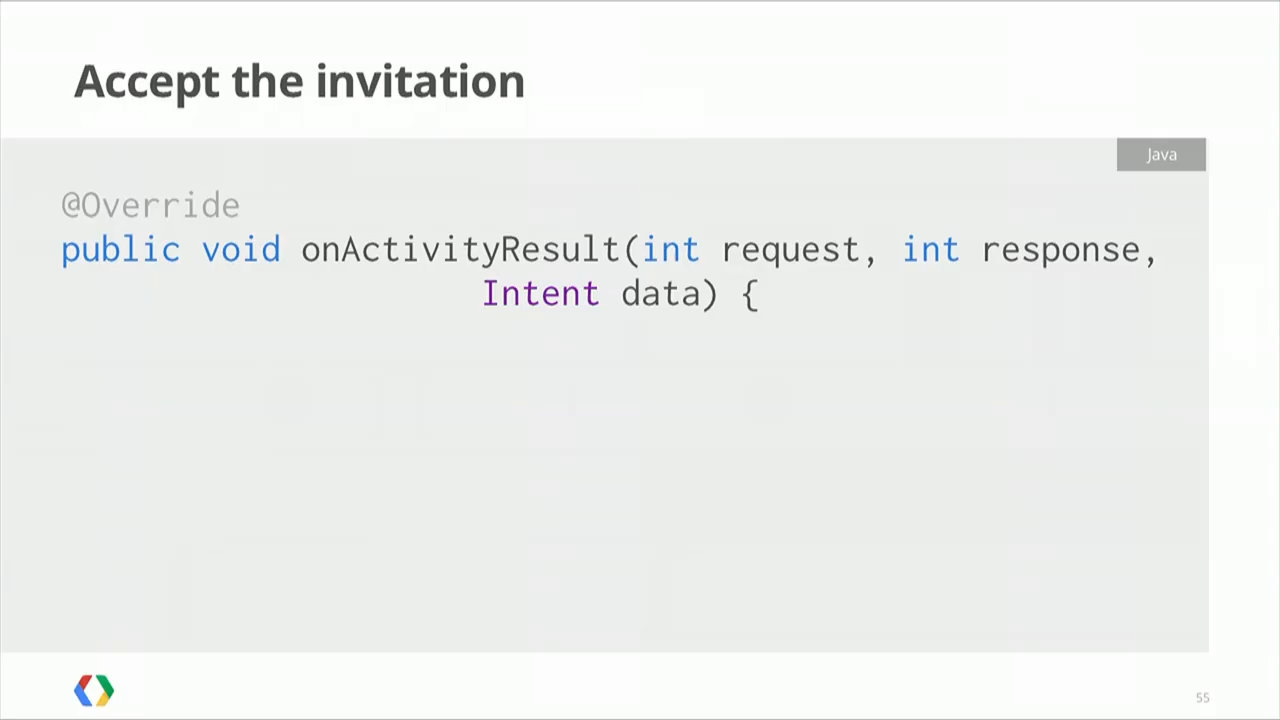 Accept the invitation
Java
@Override
public void onActivityResult(int request, int response,
Intent data) {
55